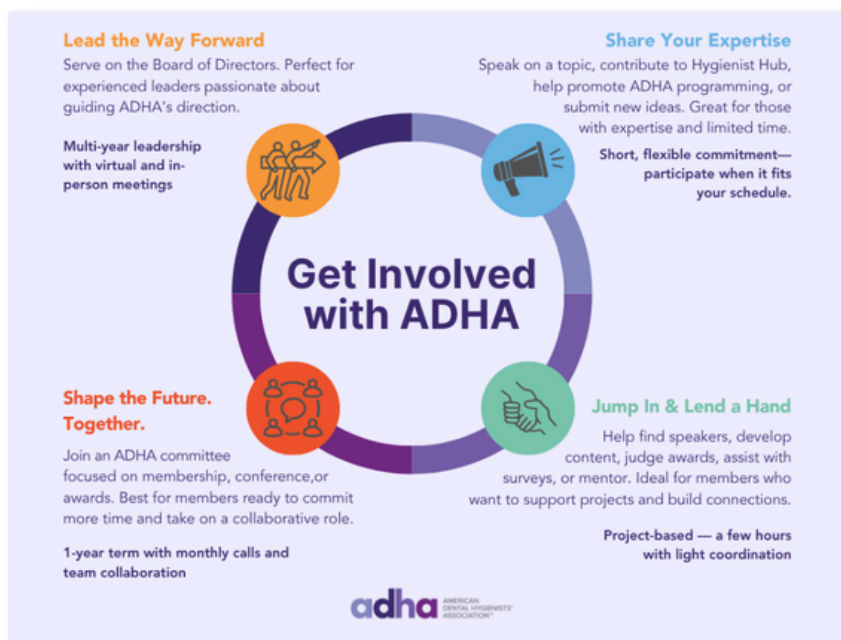 Lead the Way Forward
Serve on the Board of Directors. Perfect for
experienced leaders passionate about
guiding ADHA's direction.
Multi-year leadership
with virtual and in-
person meetings
Share Your Expertise
Speak on a topic, contribute to Hygienist Hub,
help promote ADHA programming, or
submit new ideas. Great for those
with expertise and limited time.
Short, flexible commitment—
participate when it fits
your schedule.
Get Involved
with ADHA
Shape the Future.
Together.
Join an ADHA committee
focused on membership, conference,or
awards. Best for members ready to commit
more time and take on a collaborative role.
1-year term with monthly calls and
team collaboration
Jump In & Lend a Hand
Help find speakers, develop
content, judge awards, assist with
surveys, or mentor. Ideal for members who
want to support projects and build connections.
Project-based — a few hours
with light coordination
adha
AMERICAN
DENTAL HYGIENISTS'
ASSOCIATION™